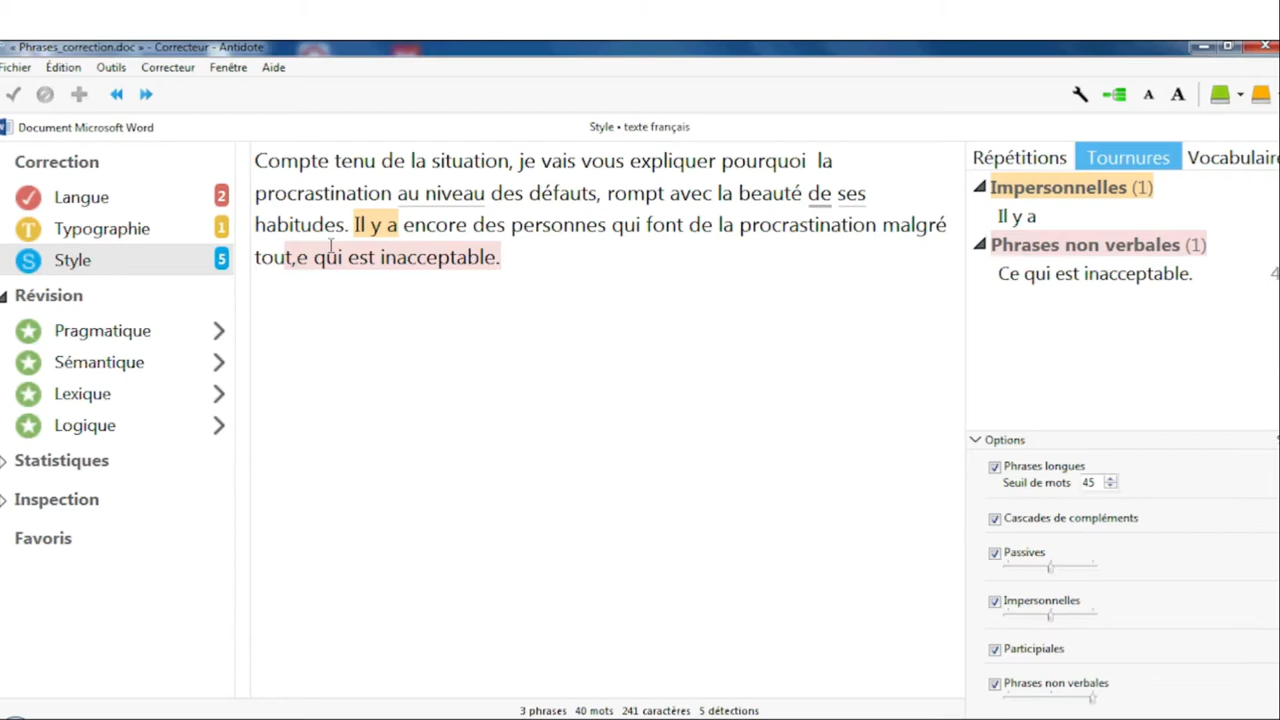 « Phrases_correction.doc » - Correcteur - Antidote
Fichier Édition Outils Correcteur Fenêtre Aide
A A
Document Microsoft Word
Style • texte français
Correction
Langue 2
Typographie 1
Style 5
Révision
Pragmatique
Sémantique
Lexique
Logique
Statistiques
Inspection
Favoris
Compte tenu de la situation, je vais vous expliquer pourquoi la
procrastination au niveau des défauts, rompt avec la beauté de ses
habitudes. Il y a encore des personnes qui font de la procrastination malgré
tout,e qui est inacceptable.
Répétitions Tournures Vocabulaire
Impersonnelles (1)
Il y a
Phrases non verbales (1)
Ce qui est inacceptable. 4
Options
Phrases longues
Seuil de mots 45
Cascades de compléments
Passives
Impersonnelles
Participiales
Phrases non verbales
3 phrases 40 mots 241 caractères 5 détections